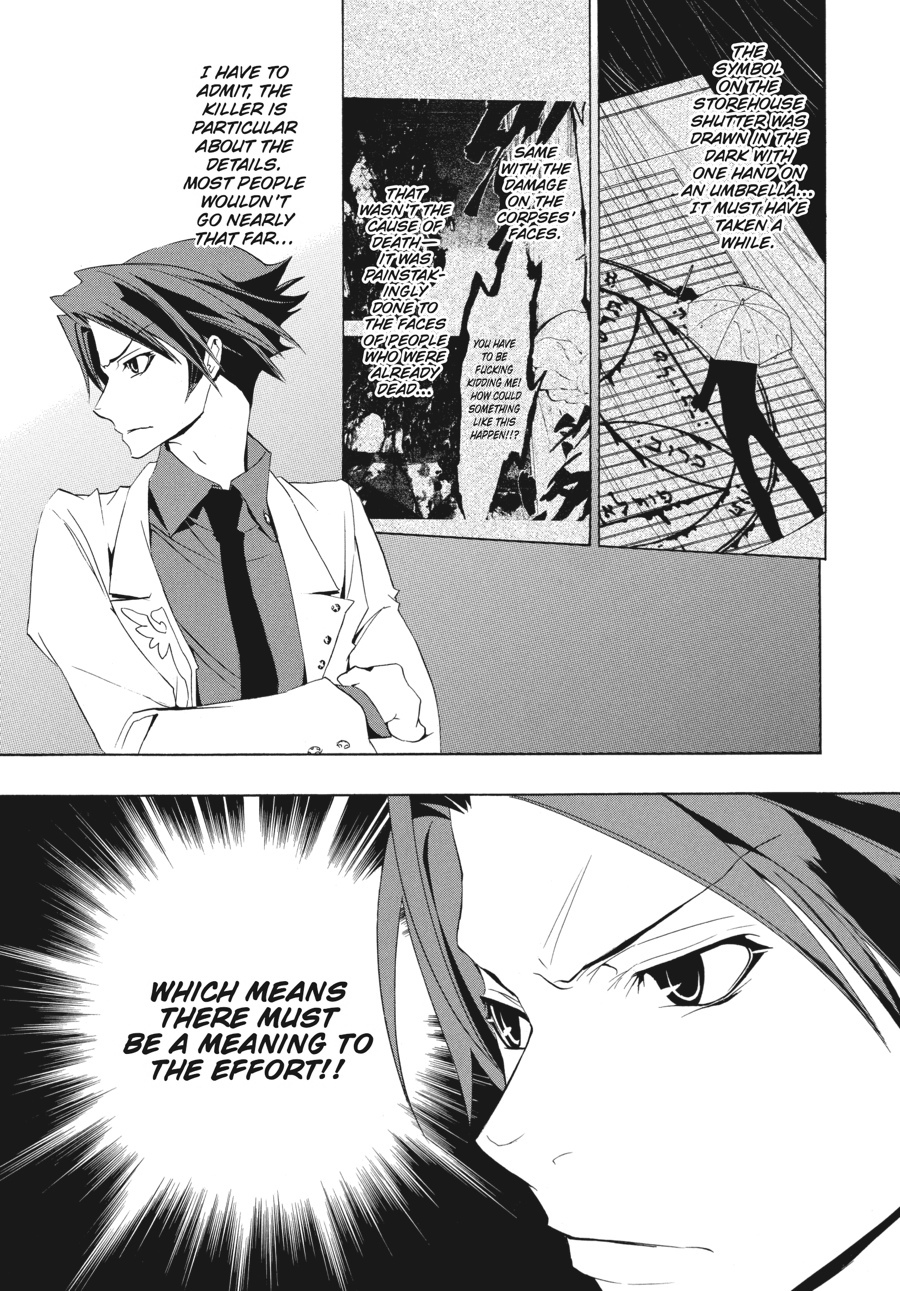 THE
SYMBOL
ON THE
STOREHOUSE
SHUTTER WAS
DRAWN IN THE
DARK WITH
ONE HAND ON
AN UMBRELLA...
IT MUST HAVE
TAKEN A
WHILE.
SAME
WITH THE
DAMAGE
ON THE
CORPSES'
FACES.
YOU HAVE
TO BE
FUCKING
KIDDING ME!
HOW COULD
SOMETHING
LIKE THIS
HAPPEN!!?
THAT
WASN'T THE
CAUSE OF
DEATH—
IT WAS
PAINSTAK-
INGLY
DONE TO
THE FACES
OF PEOPLE
WHO WERE
ALREADY
DEAD...
I HAVE TO
ADMIT, THE
KILLER IS
PARTICULAR
ABOUT THE
DETAILS.
MOST PEOPLE
WOULDN'T
GO NEARLY
THAT FAR...
WHICH MEANS
THERE MUST
BE A MEANING TO
THE EFFORT!!